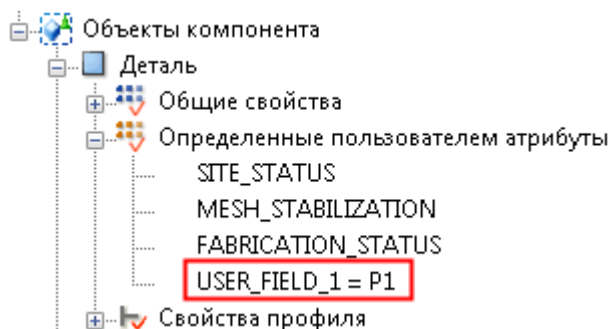 Объекты компонента
Деталь
Общие свойства
Определенные пользователем атрибуты
SITE_STATUS
MESH_STABILIZATION
FABRICATION_STATUS
USER_FIELD_1 = P1
Свойства профиля